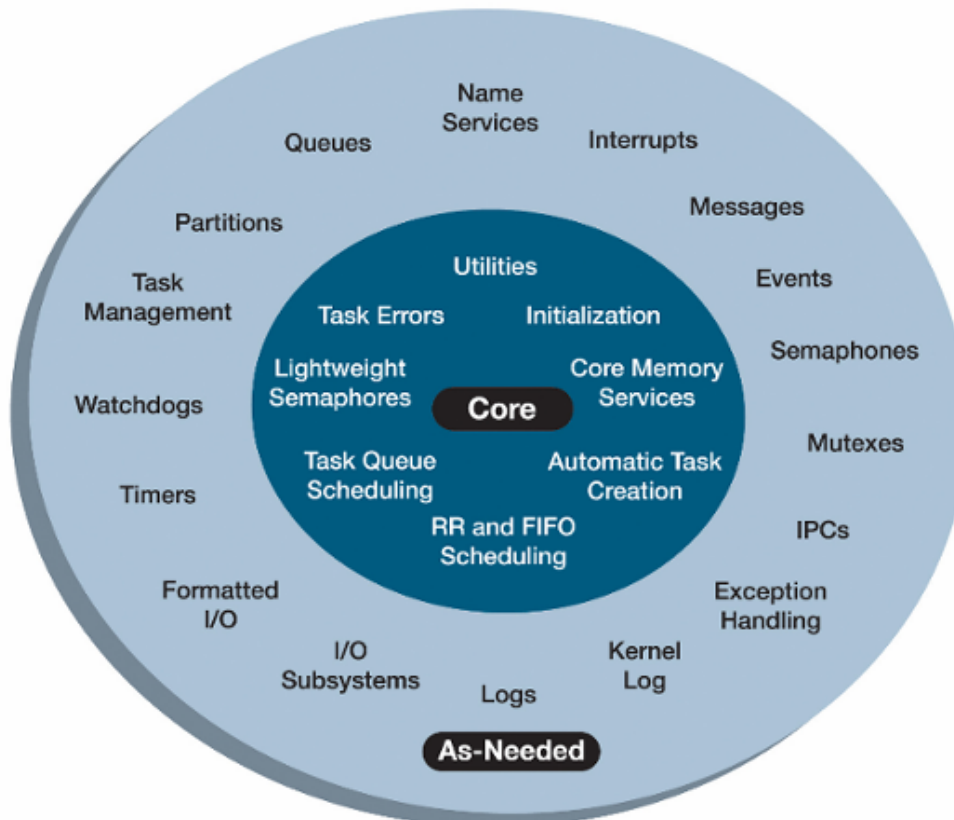 Name
Services
Queues
Interrupts
Partitions
Messages
Task
Management
Events
Semaphones
Watchdogs
Mutexes
Timers
IPCs
Formatted
I/O
Exception
Handling
I/O
Subsystems
Kernel
Log
Logs
As-Needed
Utilities
Task Errors
Initialization
Lightweight
Semaphores
Core Memory
Services
Core
Task Queue
Scheduling
Automatic Task
Creation
RR and FIFO
Scheduling